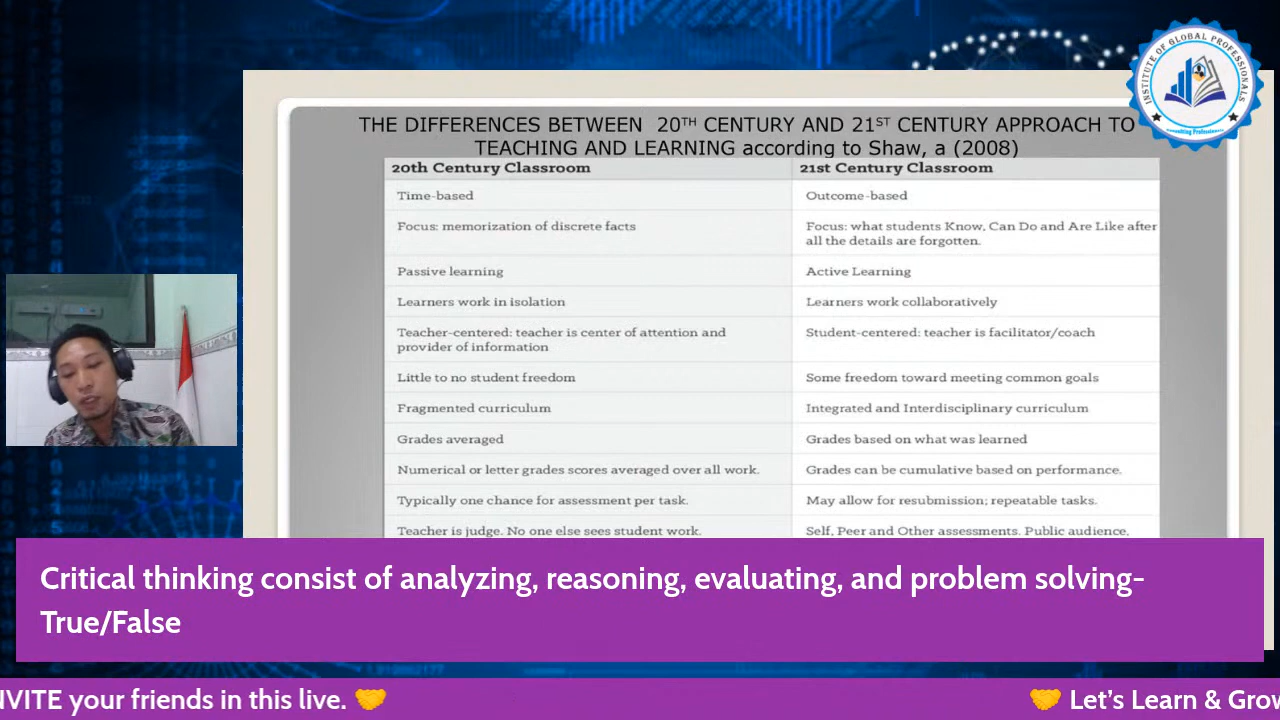 THE DIFFERENCES BETWEEN 20TH CENTURY AND 21ST CENTURY APPROACH TO
TEACHING AND LEARNING according to Shaw, a (2008)
INSTITUTE OF GLOBAL PROFESSIONALS
Consulting Professionals
20th Century Classroom 21st Century Classroom
Time-based Outcome-based
Focus: memorization of discrete facts Focus: what students Know, Can Do and Are Like after
all the details are forgotten.
Passive learning Active Learning
Learners work in isolation Learners work collaboratively
Teacher-centered: teacher is center of attention and Student-centered: teacher is facilitator/coach
provider of information
Little to no student freedom Some freedom toward meeting common goals
Fragmented curriculum Integrated and Interdisciplinary curriculum
Grades averaged Grades based on what was learned
Numerical or letter grades scores averaged over all work. Grades can be cumulative based on performance.
Typically one chance for assessment per task. May allow for resubmission; repeatable tasks.
Teacher is judge. No one else sees student work. Self, Peer and Other assessments. Public audience,
Critical thinking consist of analyzing, reasoning, evaluating, and problem solving-
True/False
NVITE your friends in this live. 🤝 🤝 Let's Learn & Grow